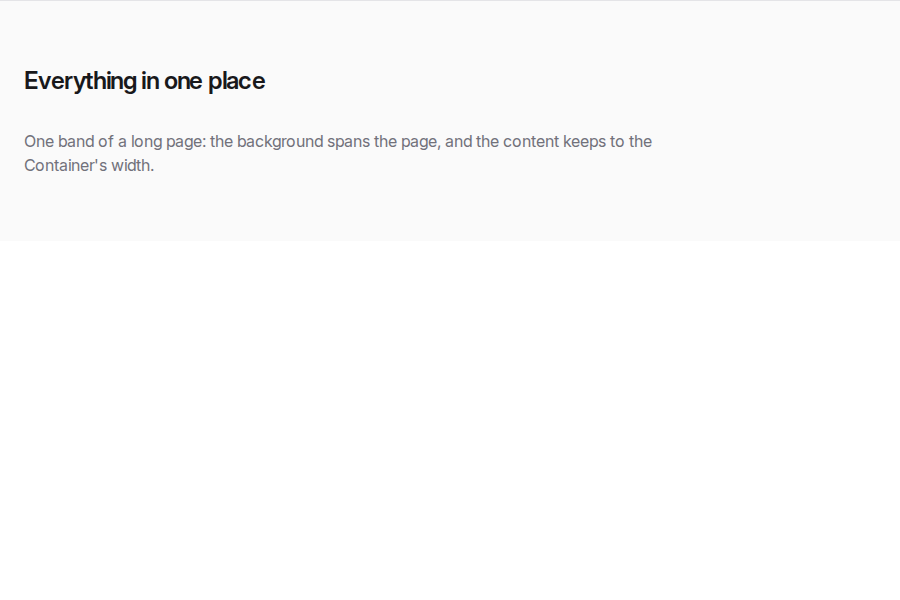 Everything in one place
One band of a long page: the background spans the page, and the content keeps to the
Container's width.